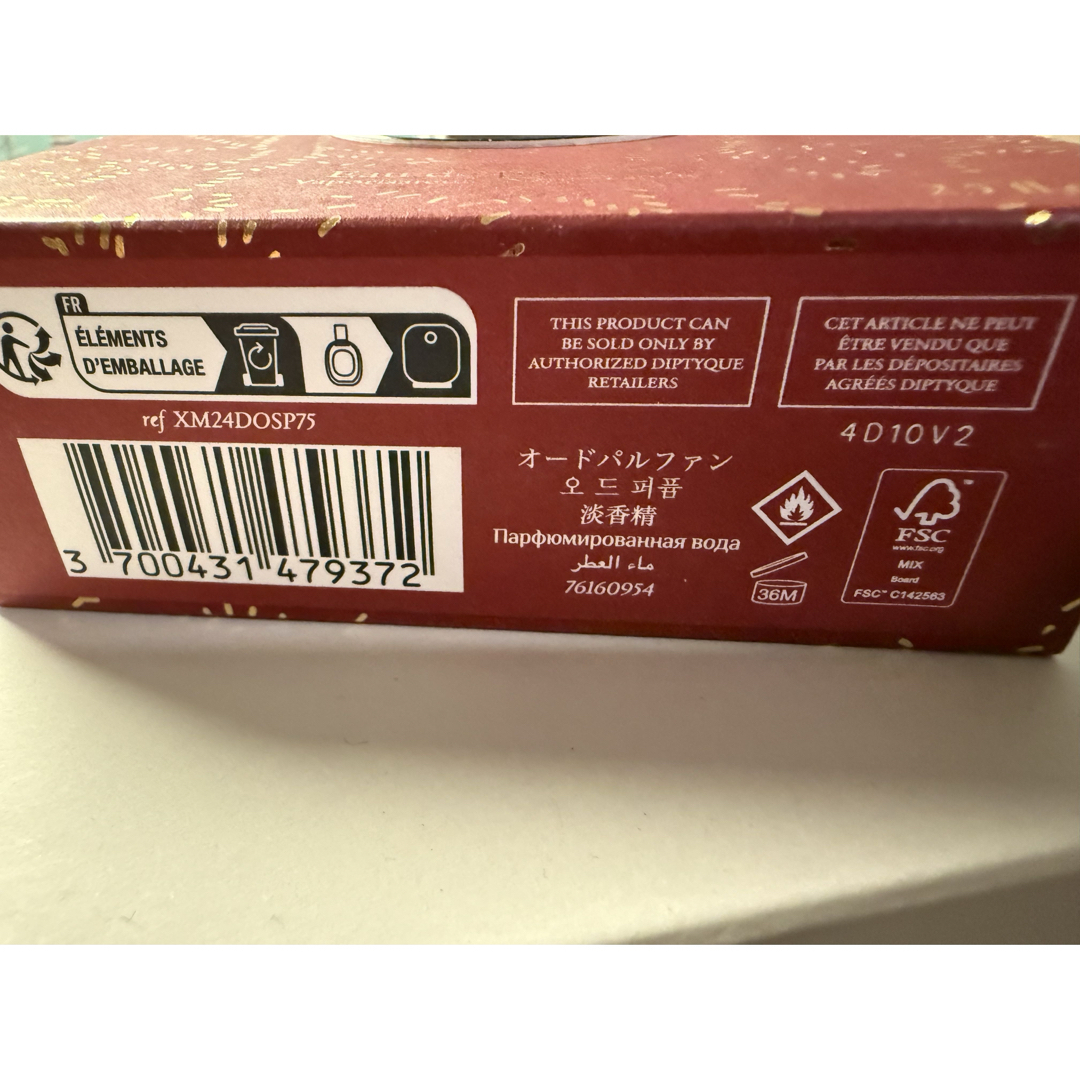 FR
ÉLÉMENTS
D'EMBALLAGE
ref XM24DOSP75
3 700431 479372
THIS PRODUCT CAN
BE SOLD ONLY BY
AUTHORIZED DIPTYQUE
RETAILERS
CET ARTICLE NE PEUT
ÊTRE VENDU QUE
PAR LES DÉPOSITAIRES
AGRÉÉS DIPTYQUE
4D10V2
オードパルファン
오 드 퍼퓸
淡香精
Парфюмированная вода
ماء العطر
76160954
36M
FSC™
www.fsc.org
MIX
Board
FSC™ C142563